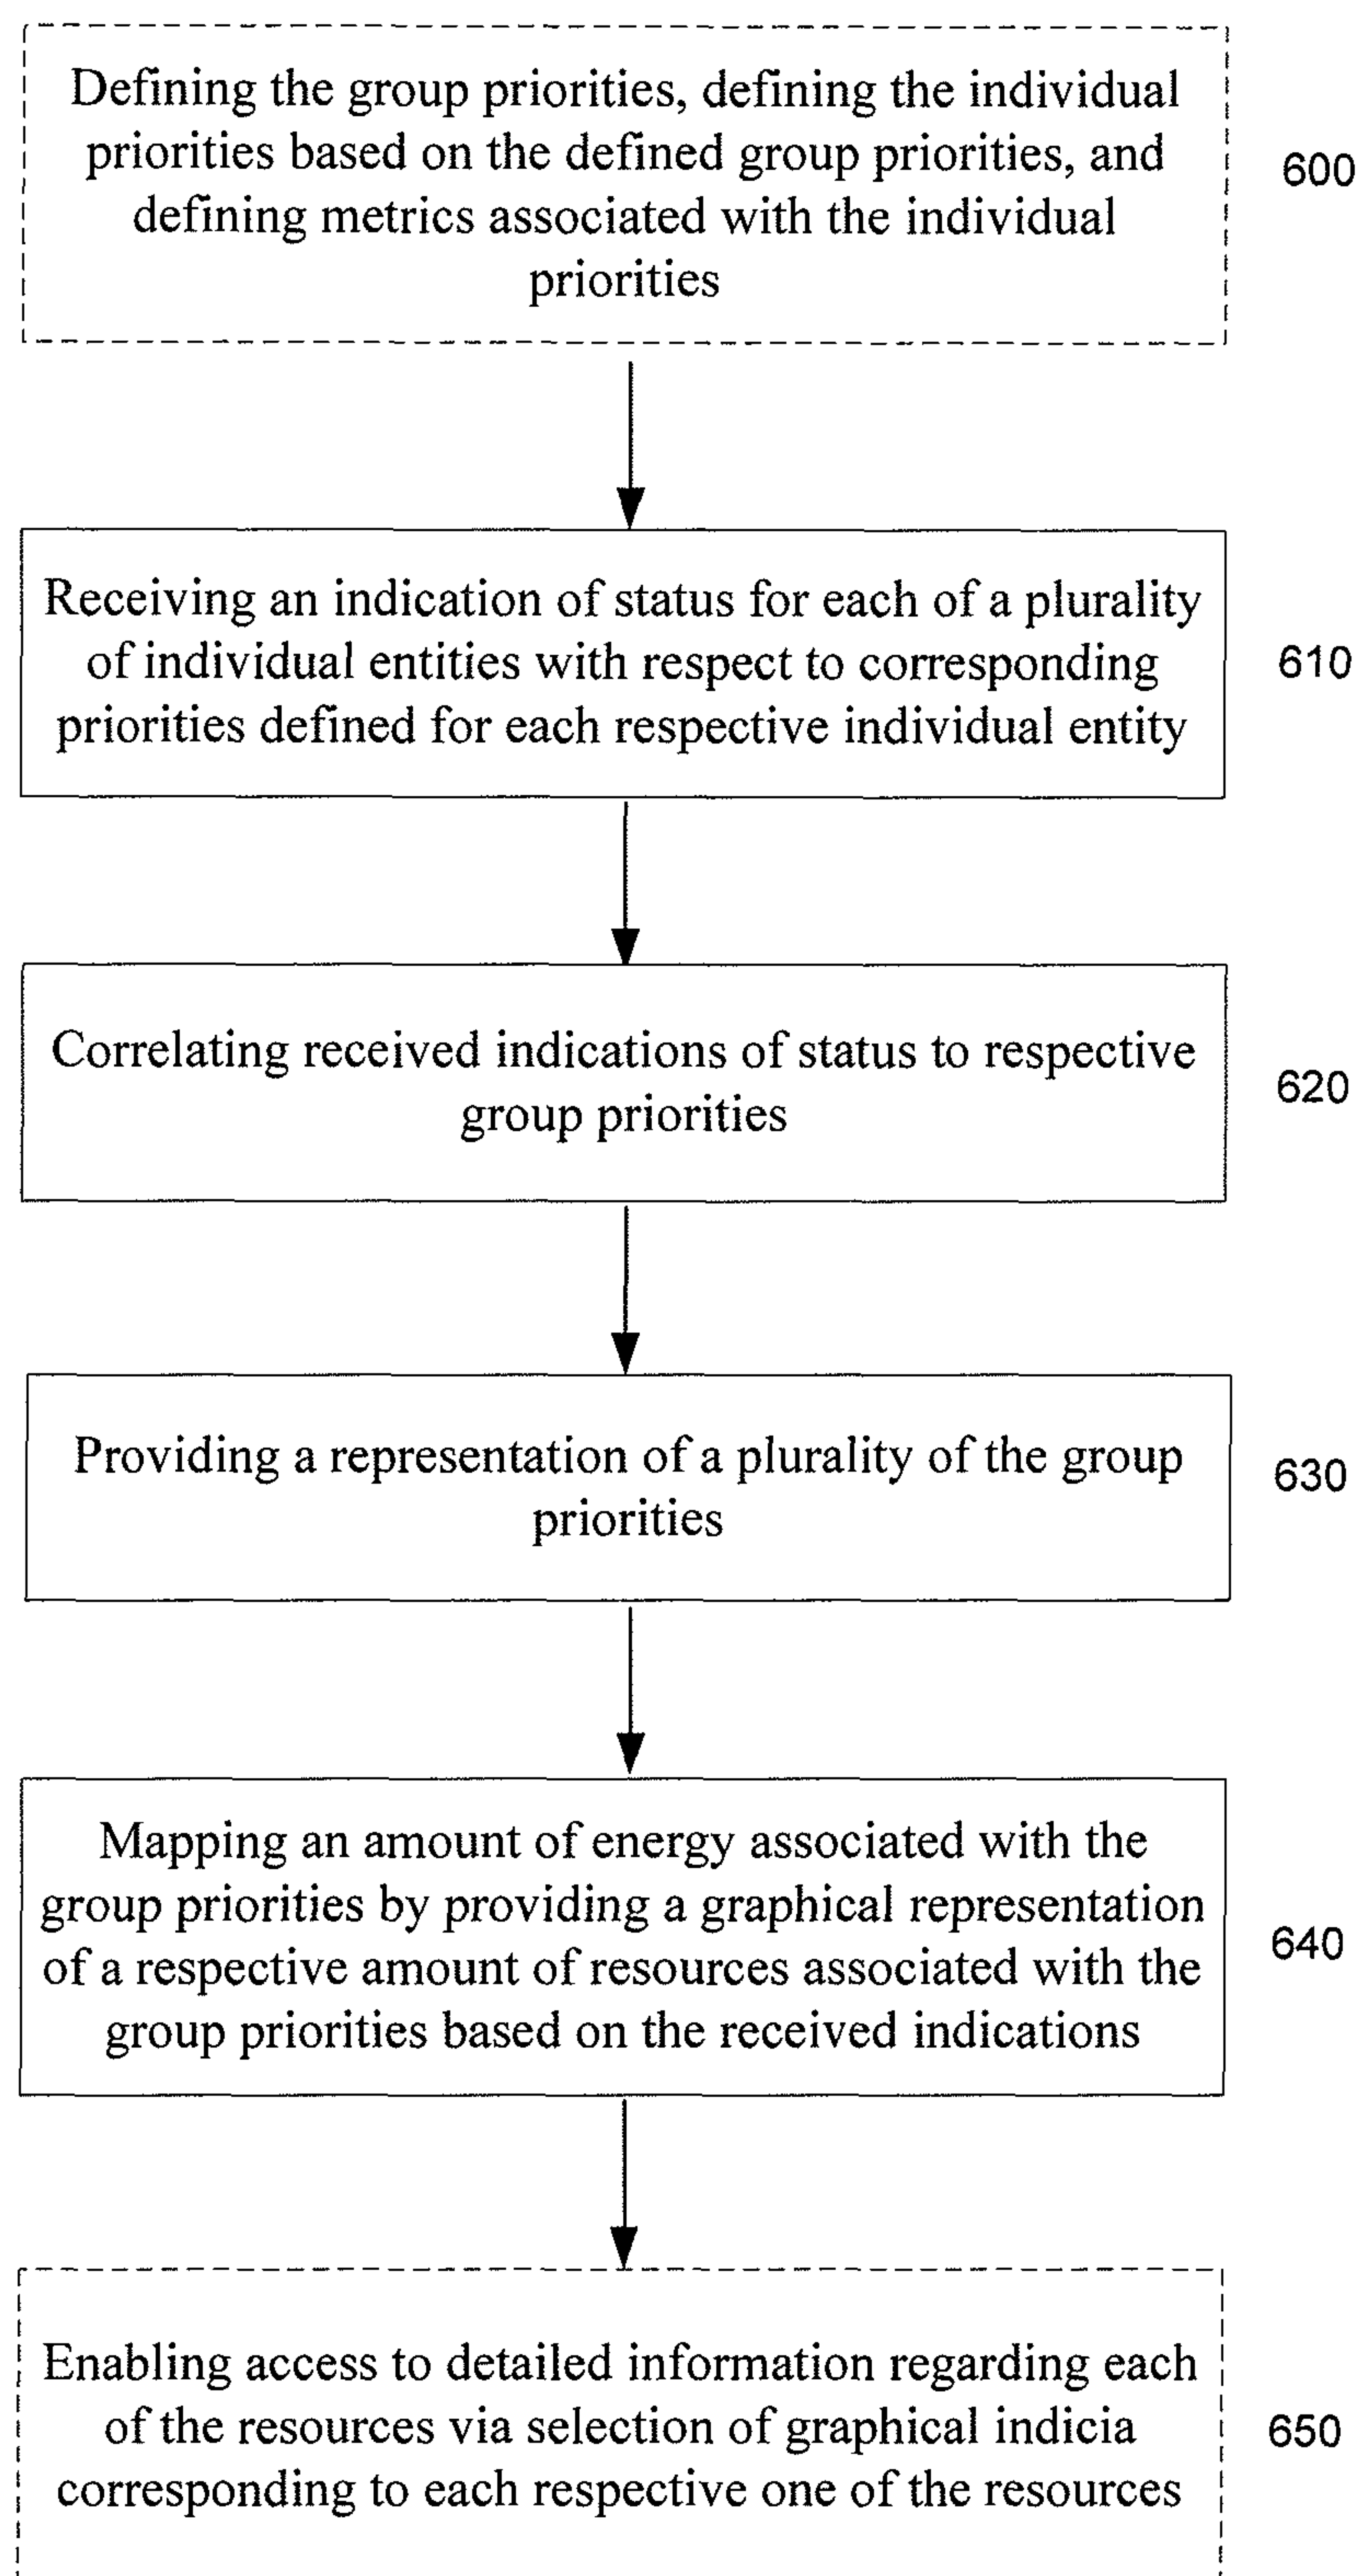 Defining the group priorities, defining the individual
priorities based on the defined group priorities, and
defining metrics associated with the individual
priorities
600
Receiving an indication of status for each of a plurality
of individual entities with respect to corresponding
priorities defined for each respective individual entity
610
Correlating received indications of status to respective
group priorities
620
Providing a representation of a plurality of the group
priorities
630
Mapping an amount of energy associated with the
group priorities by providing a graphical representation
of a respective amount of resources associated with the
group priorities based on the received indications
640
Enabling access to detailed information regarding each
of the resources via selection of graphical indicia
corresponding to each respective one of the resources
650